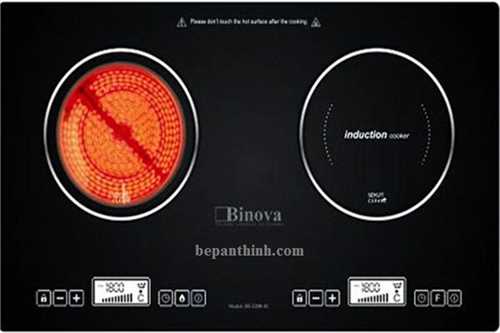 Please don't touch the hot surface after the cooking
induction cooker
Binova
bepanthinh.com
1800
C
1800
C
F